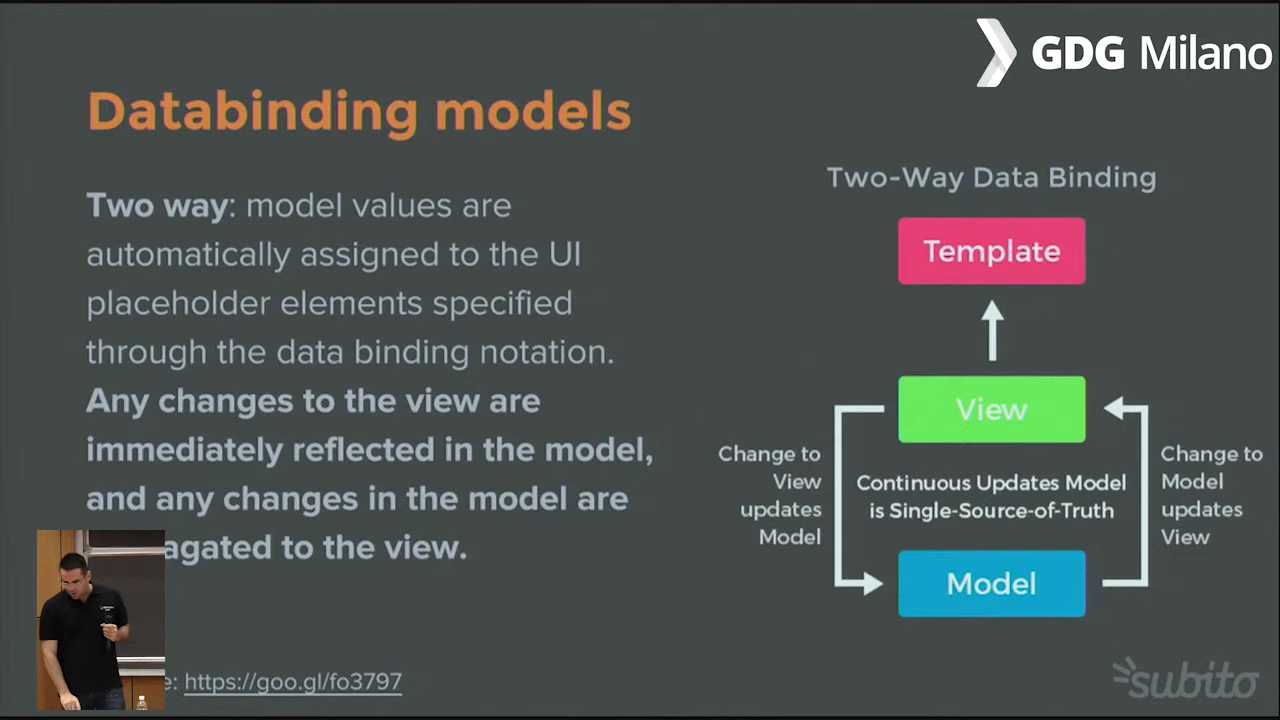 GDG Milano
Databinding models
Two way: model values are
automatically assigned to the UI
placeholder elements specified
through the data binding notation.
Any changes to the view are
immediately reflected in the model,
and any changes in the model are
agated to the view.
https://goo.gl/fo3797
Two-Way Data Binding
Template
View
Change to
View
updates
Model
Continuous Updates Model
is Single-Source-of-Truth
Change to
Model
updates
View
Model
subito